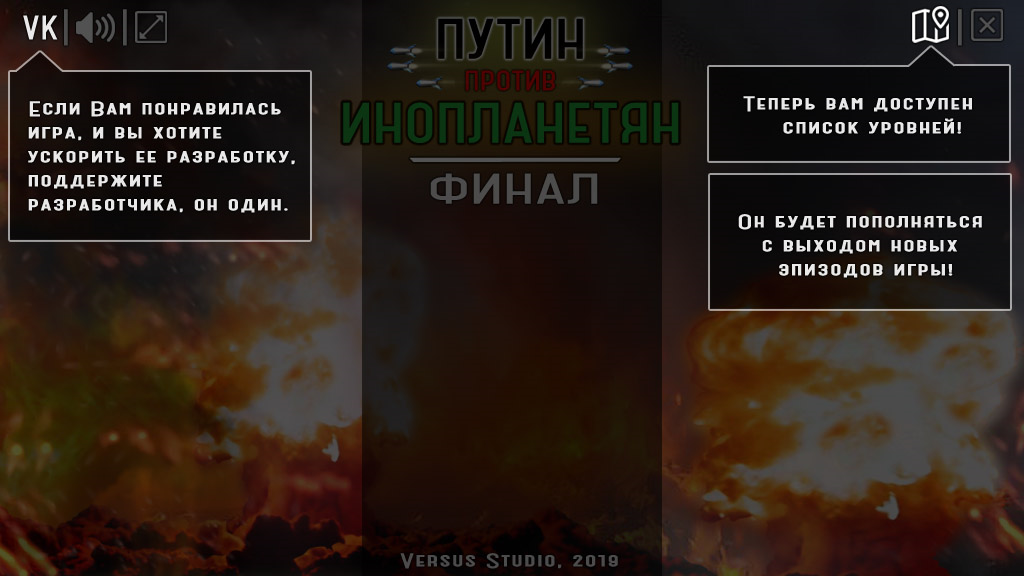 VK
ПУТИН
ПРОТИВ
ИНОПЛАНЕТЯН
ФИНАЛ
Если Вам понравилась
игра, и вы хотите
ускорить ее разработку,
поддержите
разработчика, он один.
Теперь вам доступен
список уровней!
Он будет пополняться
с выходом новых
эпизодов игры!
Versus Studio, 2019